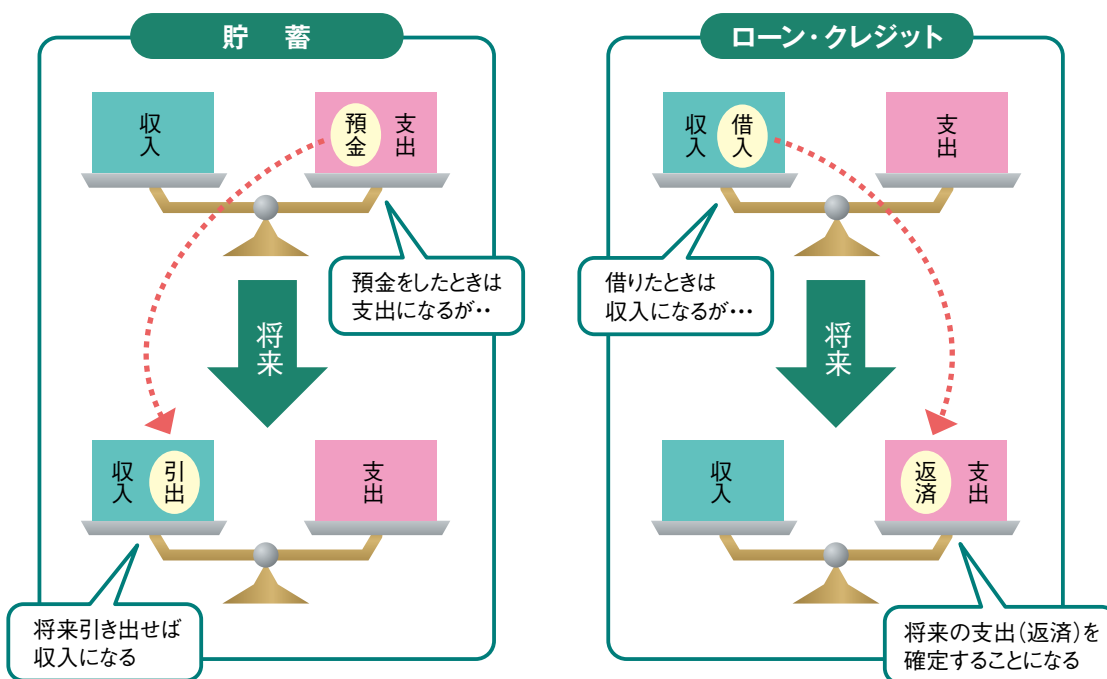 貯　蓄
収入
預金
支出
預金をしたときは
支出になるが‥
将来
収入
引出
支出
将来引き出せば
収入になる
ローン・クレジット
収入
借入
支出
借りたときは
収入になるが…
将来
収入
返済
支出
将来の支出(返済)を
確定することになる